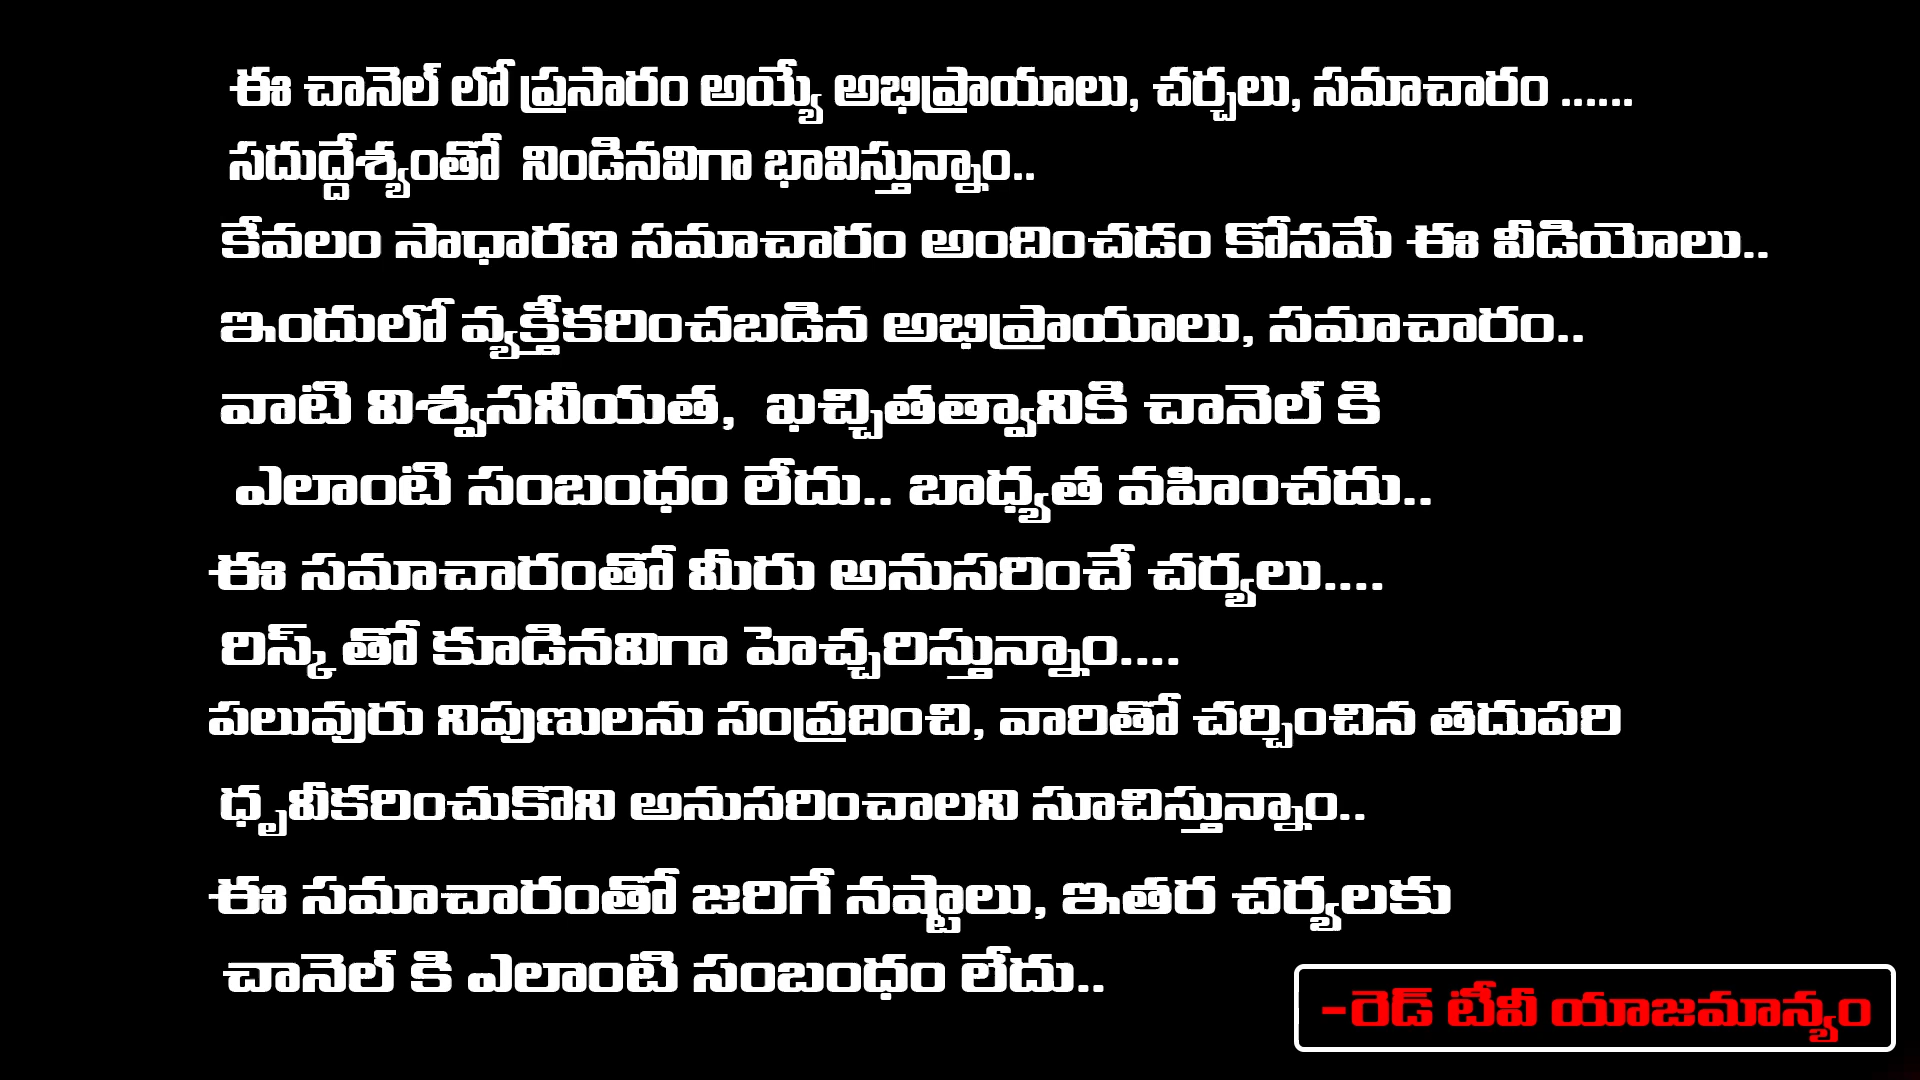 ఈ చానెల్ లో ప్రసారం అయ్యే అభిప్రాయాలు, చర్చలు, సమాచారం ......
సదుద్దేశ్యంతో నిండినవిగా భావిస్తున్నాం..
కేవలం సాధారణ సమాచారం అందించడం కోసమే ఈ వీడియోలు..
ఇందులో వ్యక్తీకరించబడిన అభిప్రాయాలు, సమాచారం..
వాటి విశ్వసనీయత, ఖచ్చితత్వానికి చానెల్ కి
ఎలాంటి సంబంధం లేదు.. బాధ్యత వహించదు..
ఈ సమాచారంతో మీరు అనుసరించే చర్యలు....
రిస్క్ తో కూడినవిగా హెచ్చరిస్తున్నాం....
పలువురు నిపుణులను సంప్రదించి, వారితో చర్చించిన తదుపరి
ధృవీకరించుకొని అనుసరించాలని సూచిస్తున్నాం..
ఈ సమాచారంతో జరిగే నష్టాలు, ఇతర చర్యలకు
చానెల్ కి ఎలాంటి సంబంధం లేదు..
-రెడ్ టీవీ యాజమాన్యం